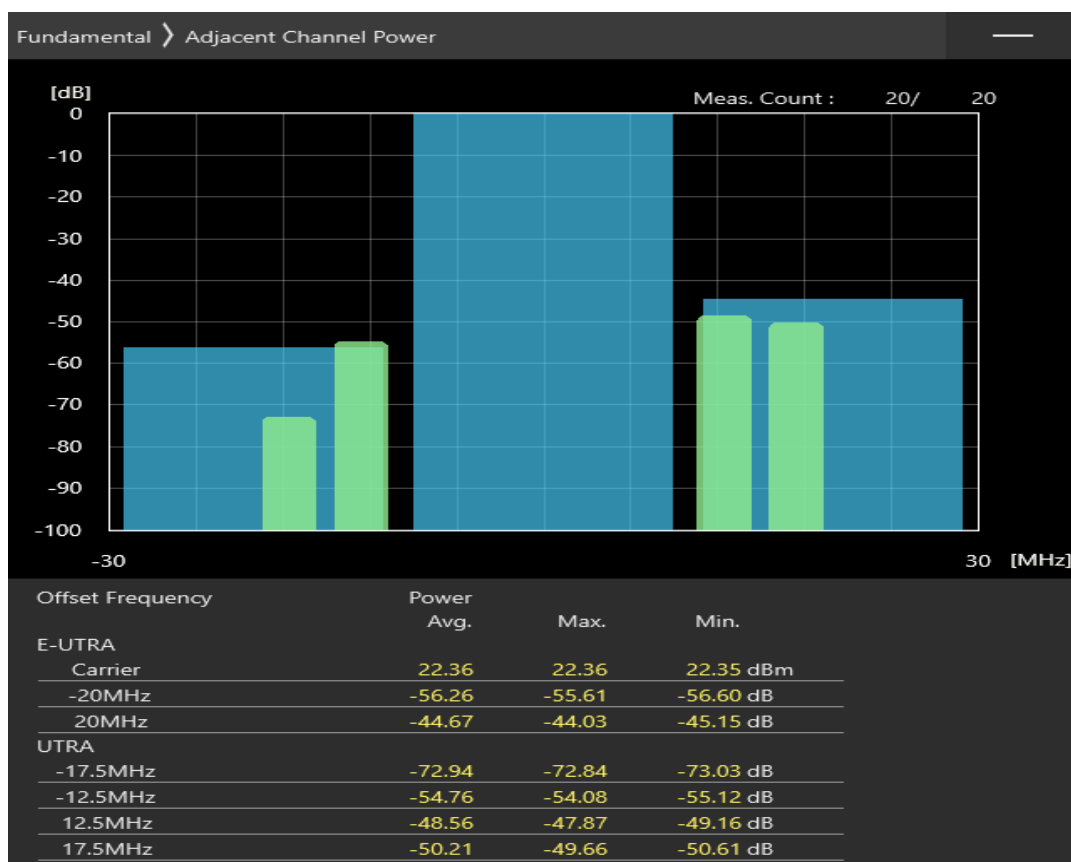 Fundamental 〉 Adjacent Channel Power
[dB]
Meas. Count : 20/ 20
0
-10
-20
-30
-40
-50
-60
-70
-80
-90
-100
-30 30 [MHz]
Offset Frequency Power
Avg. Max. Min.
E-UTRA
Carrier 22.36 22.36 22.35 dBm
-20MHz -56.26 -55.61 -56.60 dB
20MHz -44.67 -44.03 -45.15 dB
UTRA
-17.5MHz -72.94 -72.84 -73.03 dB
-12.5MHz -54.76 -54.08 -55.12 dB
12.5MHz -48.56 -47.87 -49.16 dB
17.5MHz -50.21 -49.66 -50.61 dB